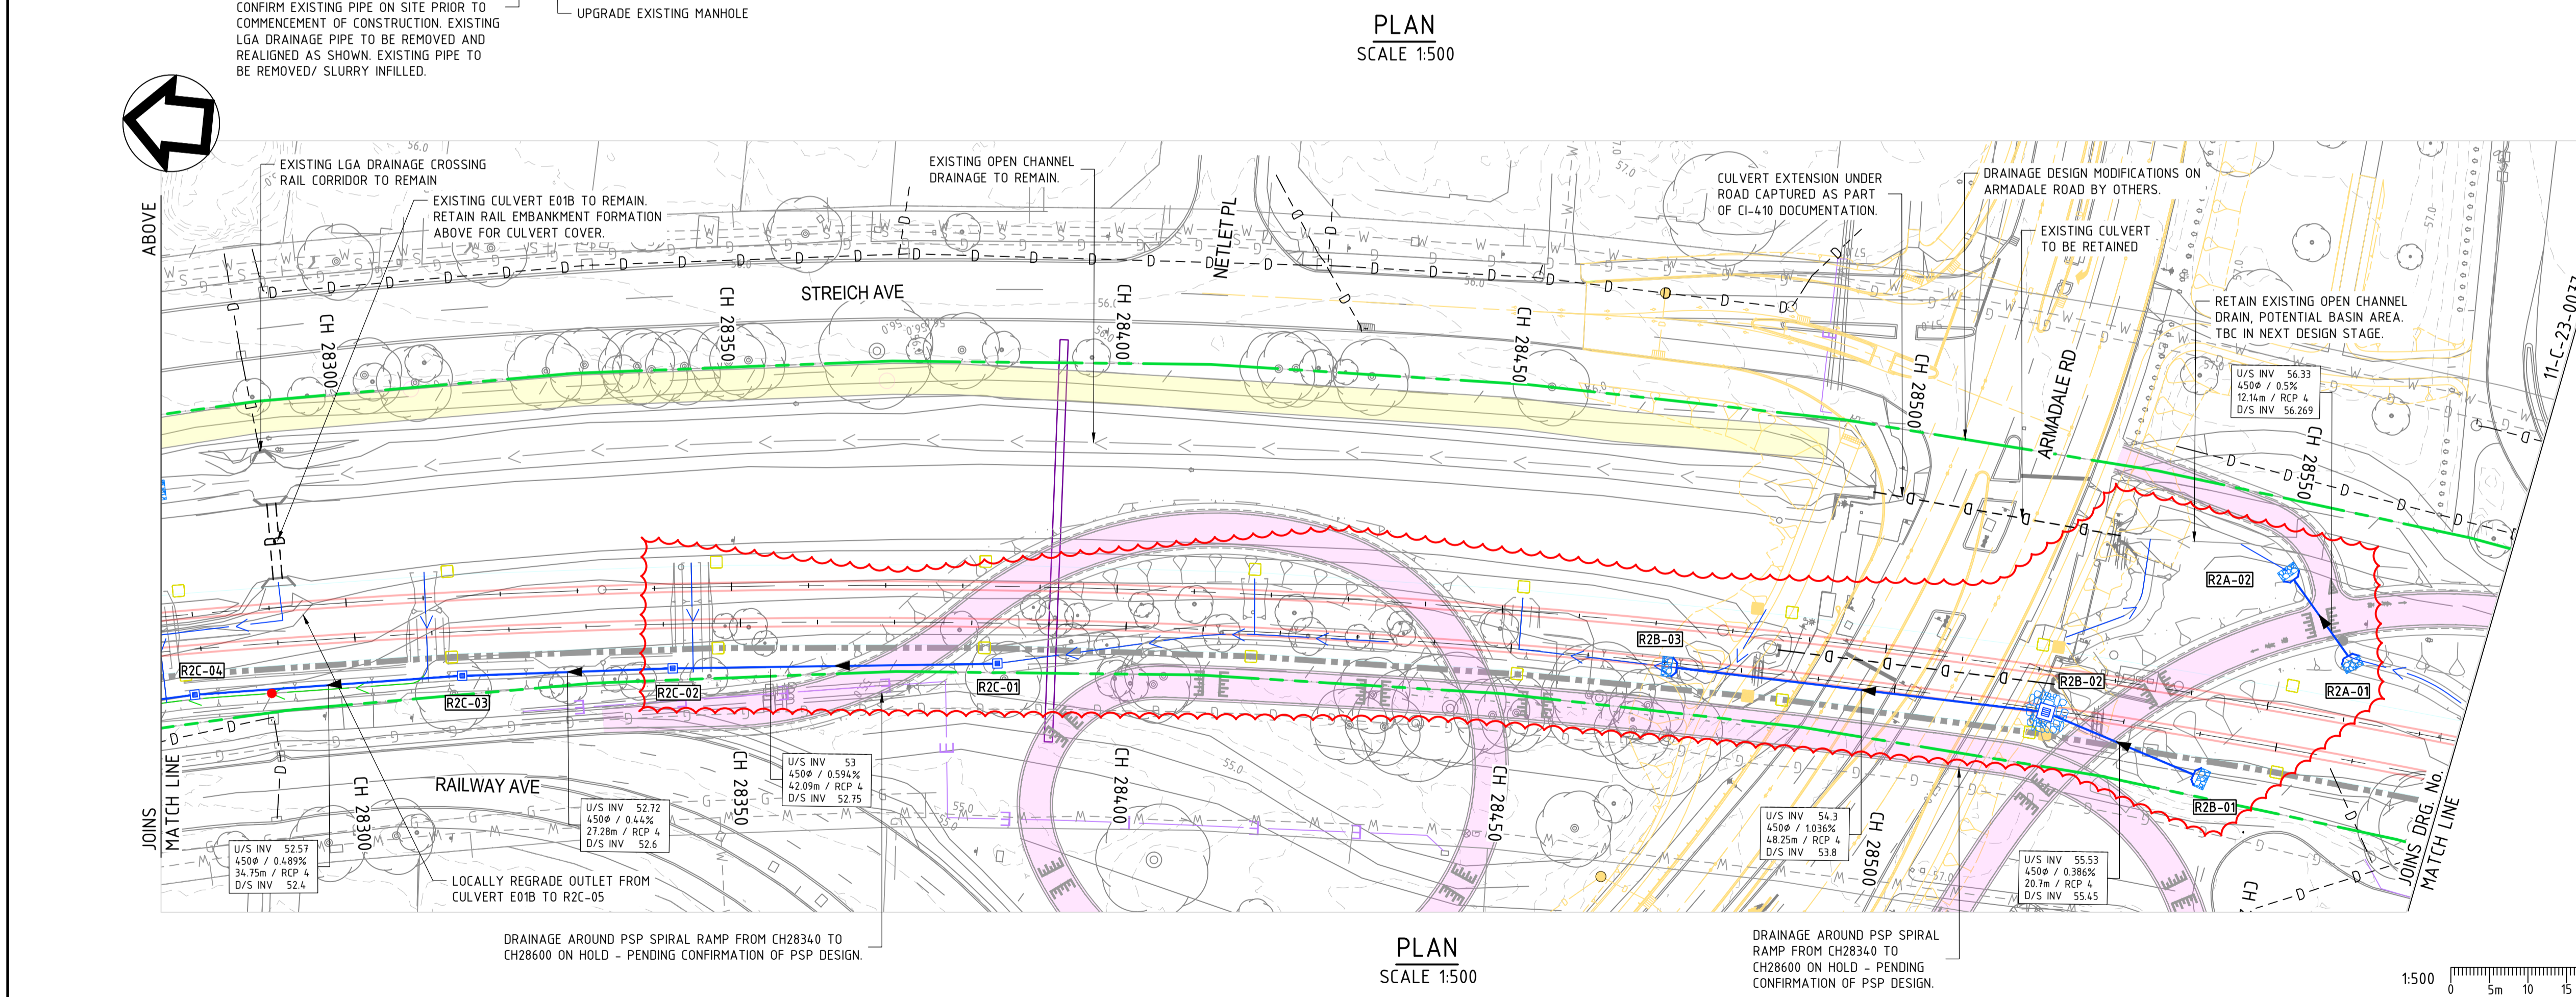 CONFIRM EXISTING PIPE ON SITE PRIOR TO
COMMENCEMENT OF CONSTRUCTION. EXISTING
LGA DRAINAGE PIPE TO BE REMOVED AND
REALIGNED AS SHOWN. EXISTING PIPE TO
BE REMOVED/ SLURRY INFILLED.
UPGRADE EXISTING MANHOLE
PLAN
SCALE 1:500
EXISTING LGA DRAINAGE CROSSING
RAIL CORRIDOR TO REMAIN
EXISTING CULVERT E01B TO REMAIN.
RETAIN RAIL EMBANKMENT FORMATION
ABOVE FOR CULVERT COVER.
EXISTING OPEN CHANNEL
DRAINAGE TO REMAIN.
CULVERT EXTENSION UNDER
ROAD CAPTURED AS PART
OF CI-410 DOCUMENTATION.
DRAINAGE DESIGN MODIFICATIONS ON
ARMADALE ROAD BY OTHERS.
EXISTING CULVERT
TO BE RETAINED
RETAIN EXISTING OPEN CHANNEL
DRAIN, POTENTIAL BASIN AREA.
TBC IN NEXT DESIGN STAGE.
ABOVE
STREICH AVE
NETLET PL
ARMADALE RD
CH 28300
CH 28350
CH 28400
CH 28450
CH 28500
CH 28550
U/S INV 56.33
450Ø / 0.5%
12.14m / RCP 4
D/S INV 56.269
R2C-04
R2C-03
R2C-02
R2C-01
R2B-03
R2B-02
R2B-01
R2A-02
R2A-01
JOINS
MATCH LINE
RAILWAY AVE
CH 28300
CH 28350
CH 28400
CH 28450
CH 28500
U/S INV 52.57
450Ø / 0.489%
34.75m / RCP 4
D/S INV 52.4
U/S INV 52.72
450Ø / 0.44%
27.28m / RCP 4
D/S INV 52.6
U/S INV 53
450Ø / 0.594%
42.09m / RCP 4
D/S INV 52.75
U/S INV 54.3
450Ø / 1.036%
48.25m / RCP 4
D/S INV 53.8
U/S INV 55.53
450Ø / 0.386%
20.7m / RCP 4
D/S INV 55.45
JOINS DRG. No.
MATCH LINE
LOCALLY REGRADE OUTLET FROM
CULVERT E01B TO R2C-05
DRAINAGE AROUND PSP SPIRAL RAMP FROM CH28340 TO
CH28600 ON HOLD - PENDING CONFIRMATION OF PSP DESIGN.
DRAINAGE AROUND PSP SPIRAL
RAMP FROM CH28340 TO
CH28600 ON HOLD - PENDING
CONFIRMATION OF PSP DESIGN.
PLAN
SCALE 1:500
1:500
0 5m 10 15